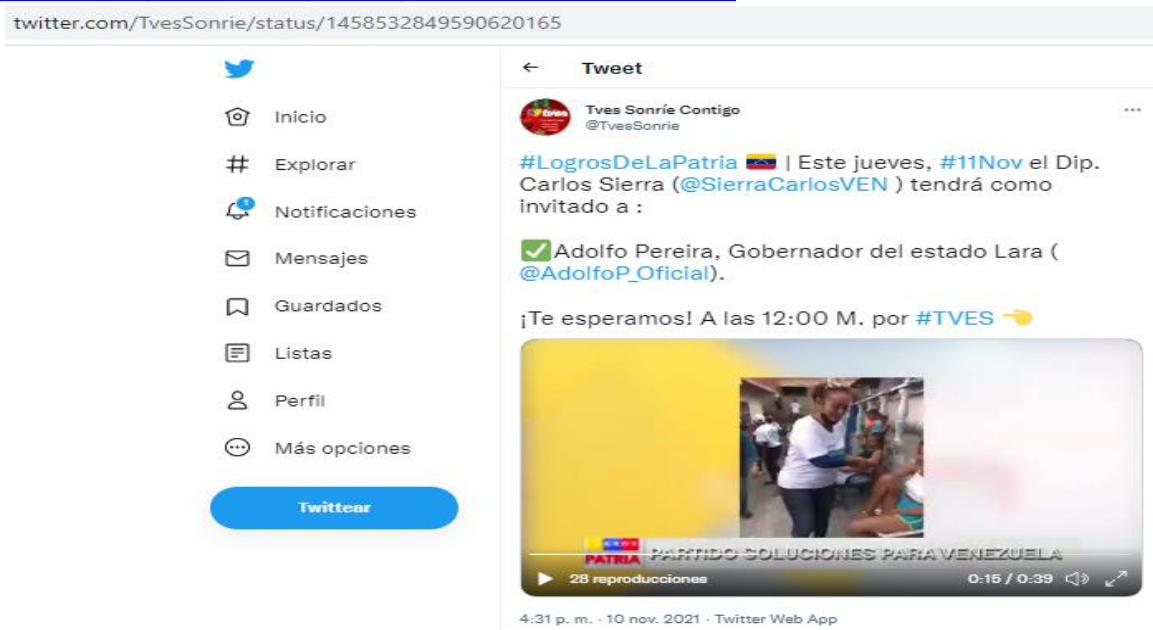 twitter.com/TvesSonrie/status/1458532849590620165
Inicio
Explorar
1
Notificaciones
Mensajes
Guardados
Listas
Perfil
Más opciones
Twittear
Tweet
tves
Tves Sonríe Contigo
@TvesSonrie
#LogrosDeLaPatria 🇻🇪 | Este jueves, #11Nov el Dip.
Carlos Sierra (@SierraCarlosVEN ) tendrá como
invitado a :
✅Adolfo Pereira, Gobernador del estado Lara (
@AdolfoP_Oficial).
¡Te esperamos! A las 12:00 M. por #TVES 👈
PATRIA PARTIDO SOLUCIONES PARA VENEZUELA
28 reproducciones 0:15 / 0:39
4:31 p. m. · 10 nov. 2021 · Twitter Web App